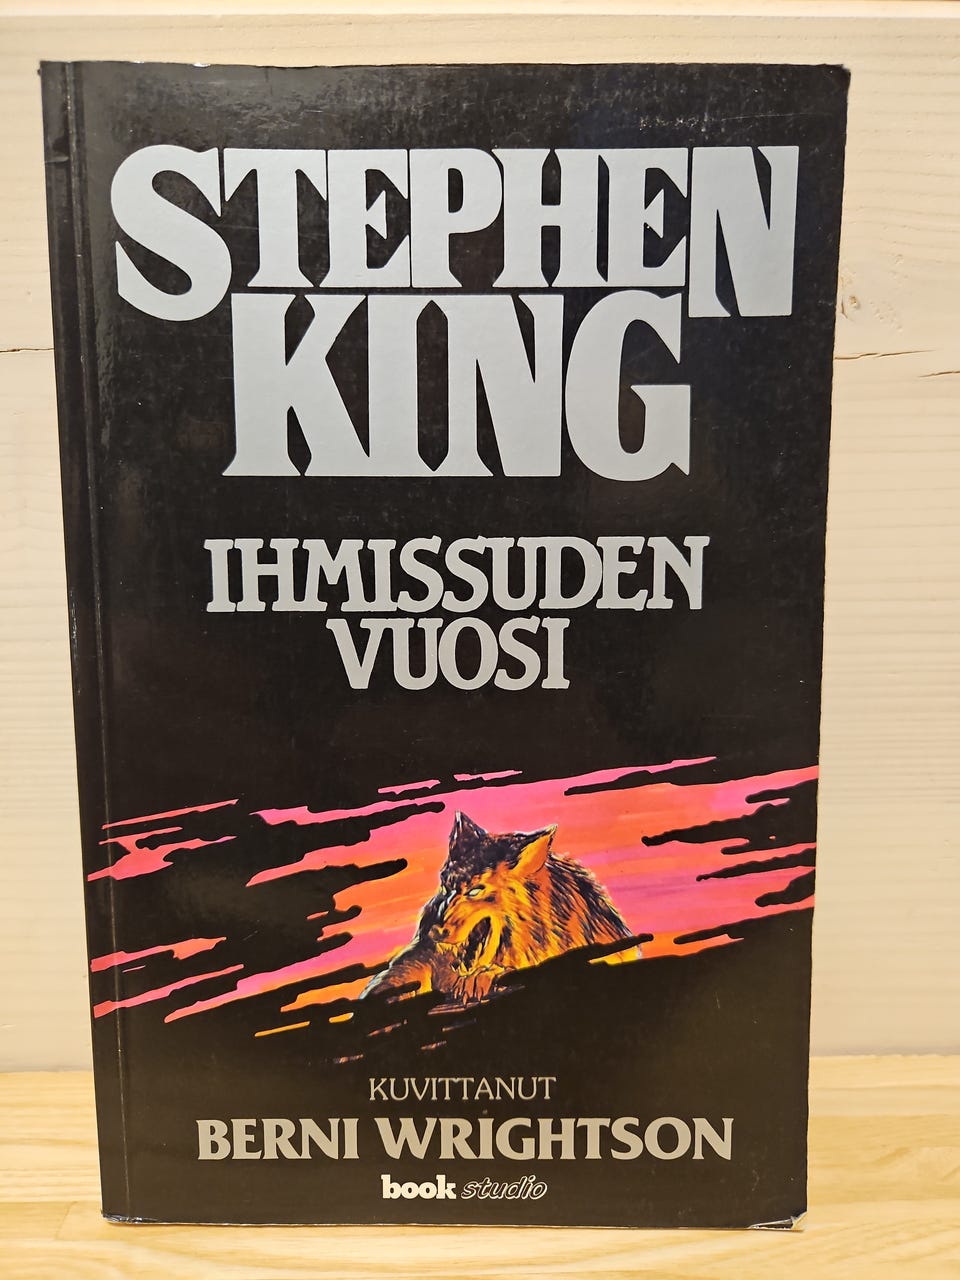 STEPHEN
KING
IHMISSUDEN
VUOSI
KUVITTANUT
BERNI WRIGHTSON
book studio